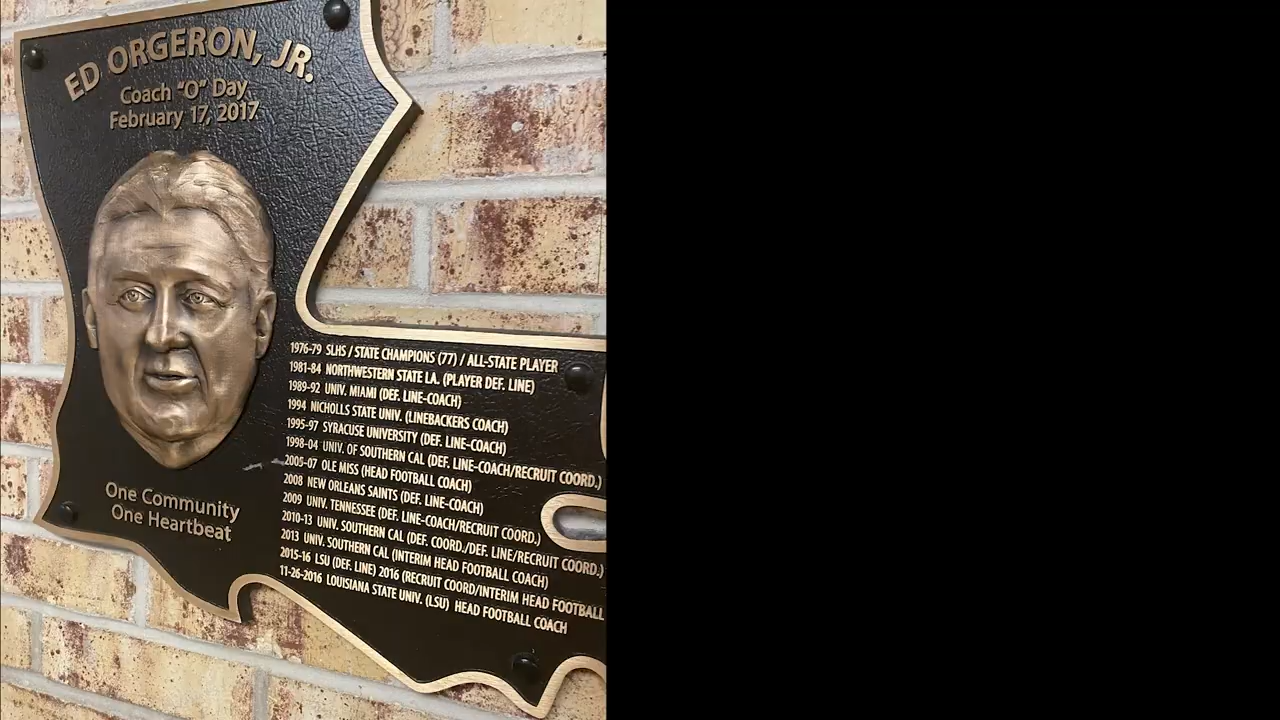 ED ORGERON, JR.
Coach "O" Day
February 17, 2017
1976-79 SLHS / STATE CHAMPIONS (77) / ALL-STATE PLAYER
1981-84 NORTHWESTERN STATE LA. (PLAYER DEF. LINE)
1989-92 UNIV. MIAMI (DEF. LINE-COACH)
1994 NICHOLLS STATE UNIV. (LINEBACKERS COACH)
1995-97 SYRACUSE UNIVERSITY (DEF. LINE-COACH)
1998-04 UNIV. OF SOUTHERN CAL (DEF. LINE-COACH/RECRUIT COORD.)
2005-07 OLE MISS (HEAD FOOTBALL COACH)
2008 NEW ORLEANS SAINTS (DEF. LINE-COACH)
2009 UNIV. TENNESSEE (DEF. LINE-COACH/RECRUIT COORD.)
2010-13 UNIV. SOUTHERN CAL (DEF. COORD./DEF. LINE/RECRUIT COORD.)
2013 UNIV. SOUTHERN CAL (INTERIM HEAD FOOTBALL COACH)
2015-16 LSU (DEF. LINE) 2016 (RECRUIT COORD/INTERIM HEAD FOOTBALL
11-26-2016 LOUISIANA STATE UNIV. (LSU) HEAD FOOTBALL COACH
One Community
One Heartbeat